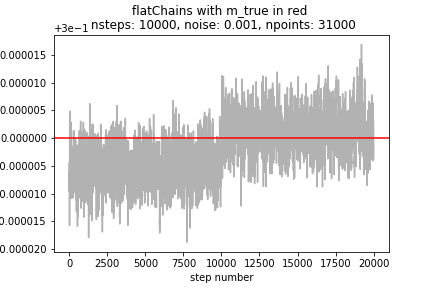 flatChains with m_true in red
+3e−1
nsteps: 10000, noise: 0.001, npoints: 31000
0.000015
0.000010
0.000005
0.000000
0.000005
0.000010
0.000015
0.000020
0 2500 5000 7500 10000 12500 15000 17500 20000
step number